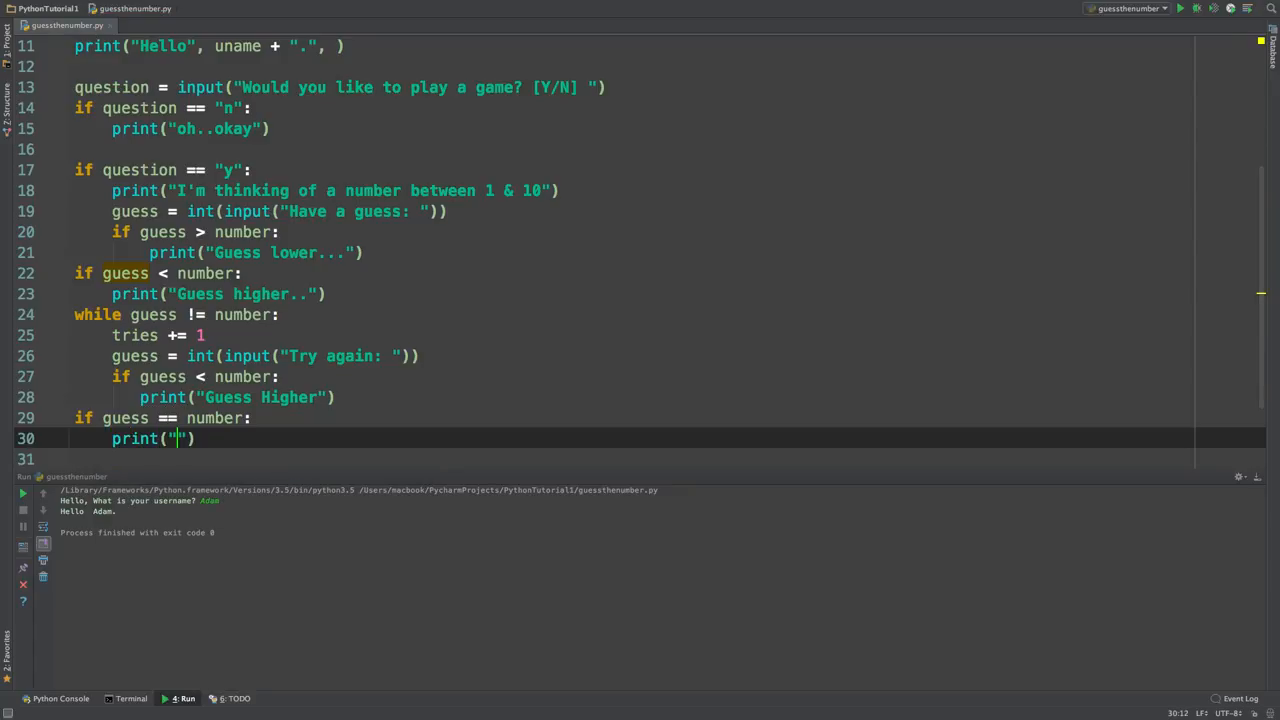 PythonTutorial1 guessthenumber.py
guessthenumber
guessthenumber.py
1: Project
Z: Structure
2: Favorites
Database
11 print("Hello", uname + ".", )
12
13 question = input("Would you like to play a game? [Y/N] ")
14 if question == "n":
15 print("oh..okay")
16
17 if question == "y":
18 print("I'm thinking of a number between 1 & 10")
19 guess = int(input("Have a guess: "))
20 if guess > number:
21 print("Guess lower...")
22 if guess < number:
23 print("Guess higher..")
24 while guess != number:
25 tries += 1
26 guess = int(input("Try again: "))
27 if guess < number:
28 print("Guess Higher")
29 if guess == number:
30 print("")
31
Run guessthenumber
/Library/Frameworks/Python.framework/Versions/3.5/bin/python3.5 /Users/macbook/PycharmProjects/PythonTutorial1/guessthenumber.py
Hello, What is your username? Adam
Hello  Adam.
Process finished with exit code 0
Python Console Terminal 4: Run 6: TODO Event Log
30:12 LF÷ UTF-8÷